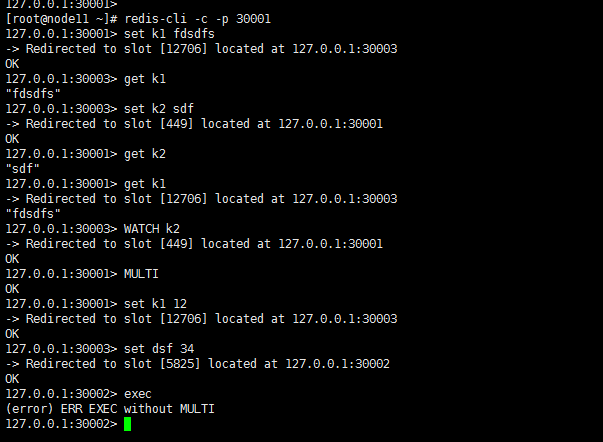 127.0.0.1:30001>
[root@node11 ~]# redis-cli -c -p 30001
127.0.0.1:30001> set k1 fdsdfs
-> Redirected to slot [12706] located at 127.0.0.1:30003
OK
127.0.0.1:30003> get k1
"fdsdfs"
127.0.0.1:30003> set k2 sdf
-> Redirected to slot [449] located at 127.0.0.1:30001
OK
127.0.0.1:30001> get k2
"sdf"
127.0.0.1:30001> get k1
-> Redirected to slot [12706] located at 127.0.0.1:30003
"fdsdfs"
127.0.0.1:30003> WATCH k2
-> Redirected to slot [449] located at 127.0.0.1:30001
OK
127.0.0.1:30001> MULTI
OK
127.0.0.1:30001> set k1 12
-> Redirected to slot [12706] located at 127.0.0.1:30003
OK
127.0.0.1:30003> set dsf 34
-> Redirected to slot [5825] located at 127.0.0.1:30002
OK
127.0.0.1:30002> exec
(error) ERR EXEC without MULTI
127.0.0.1:30002>